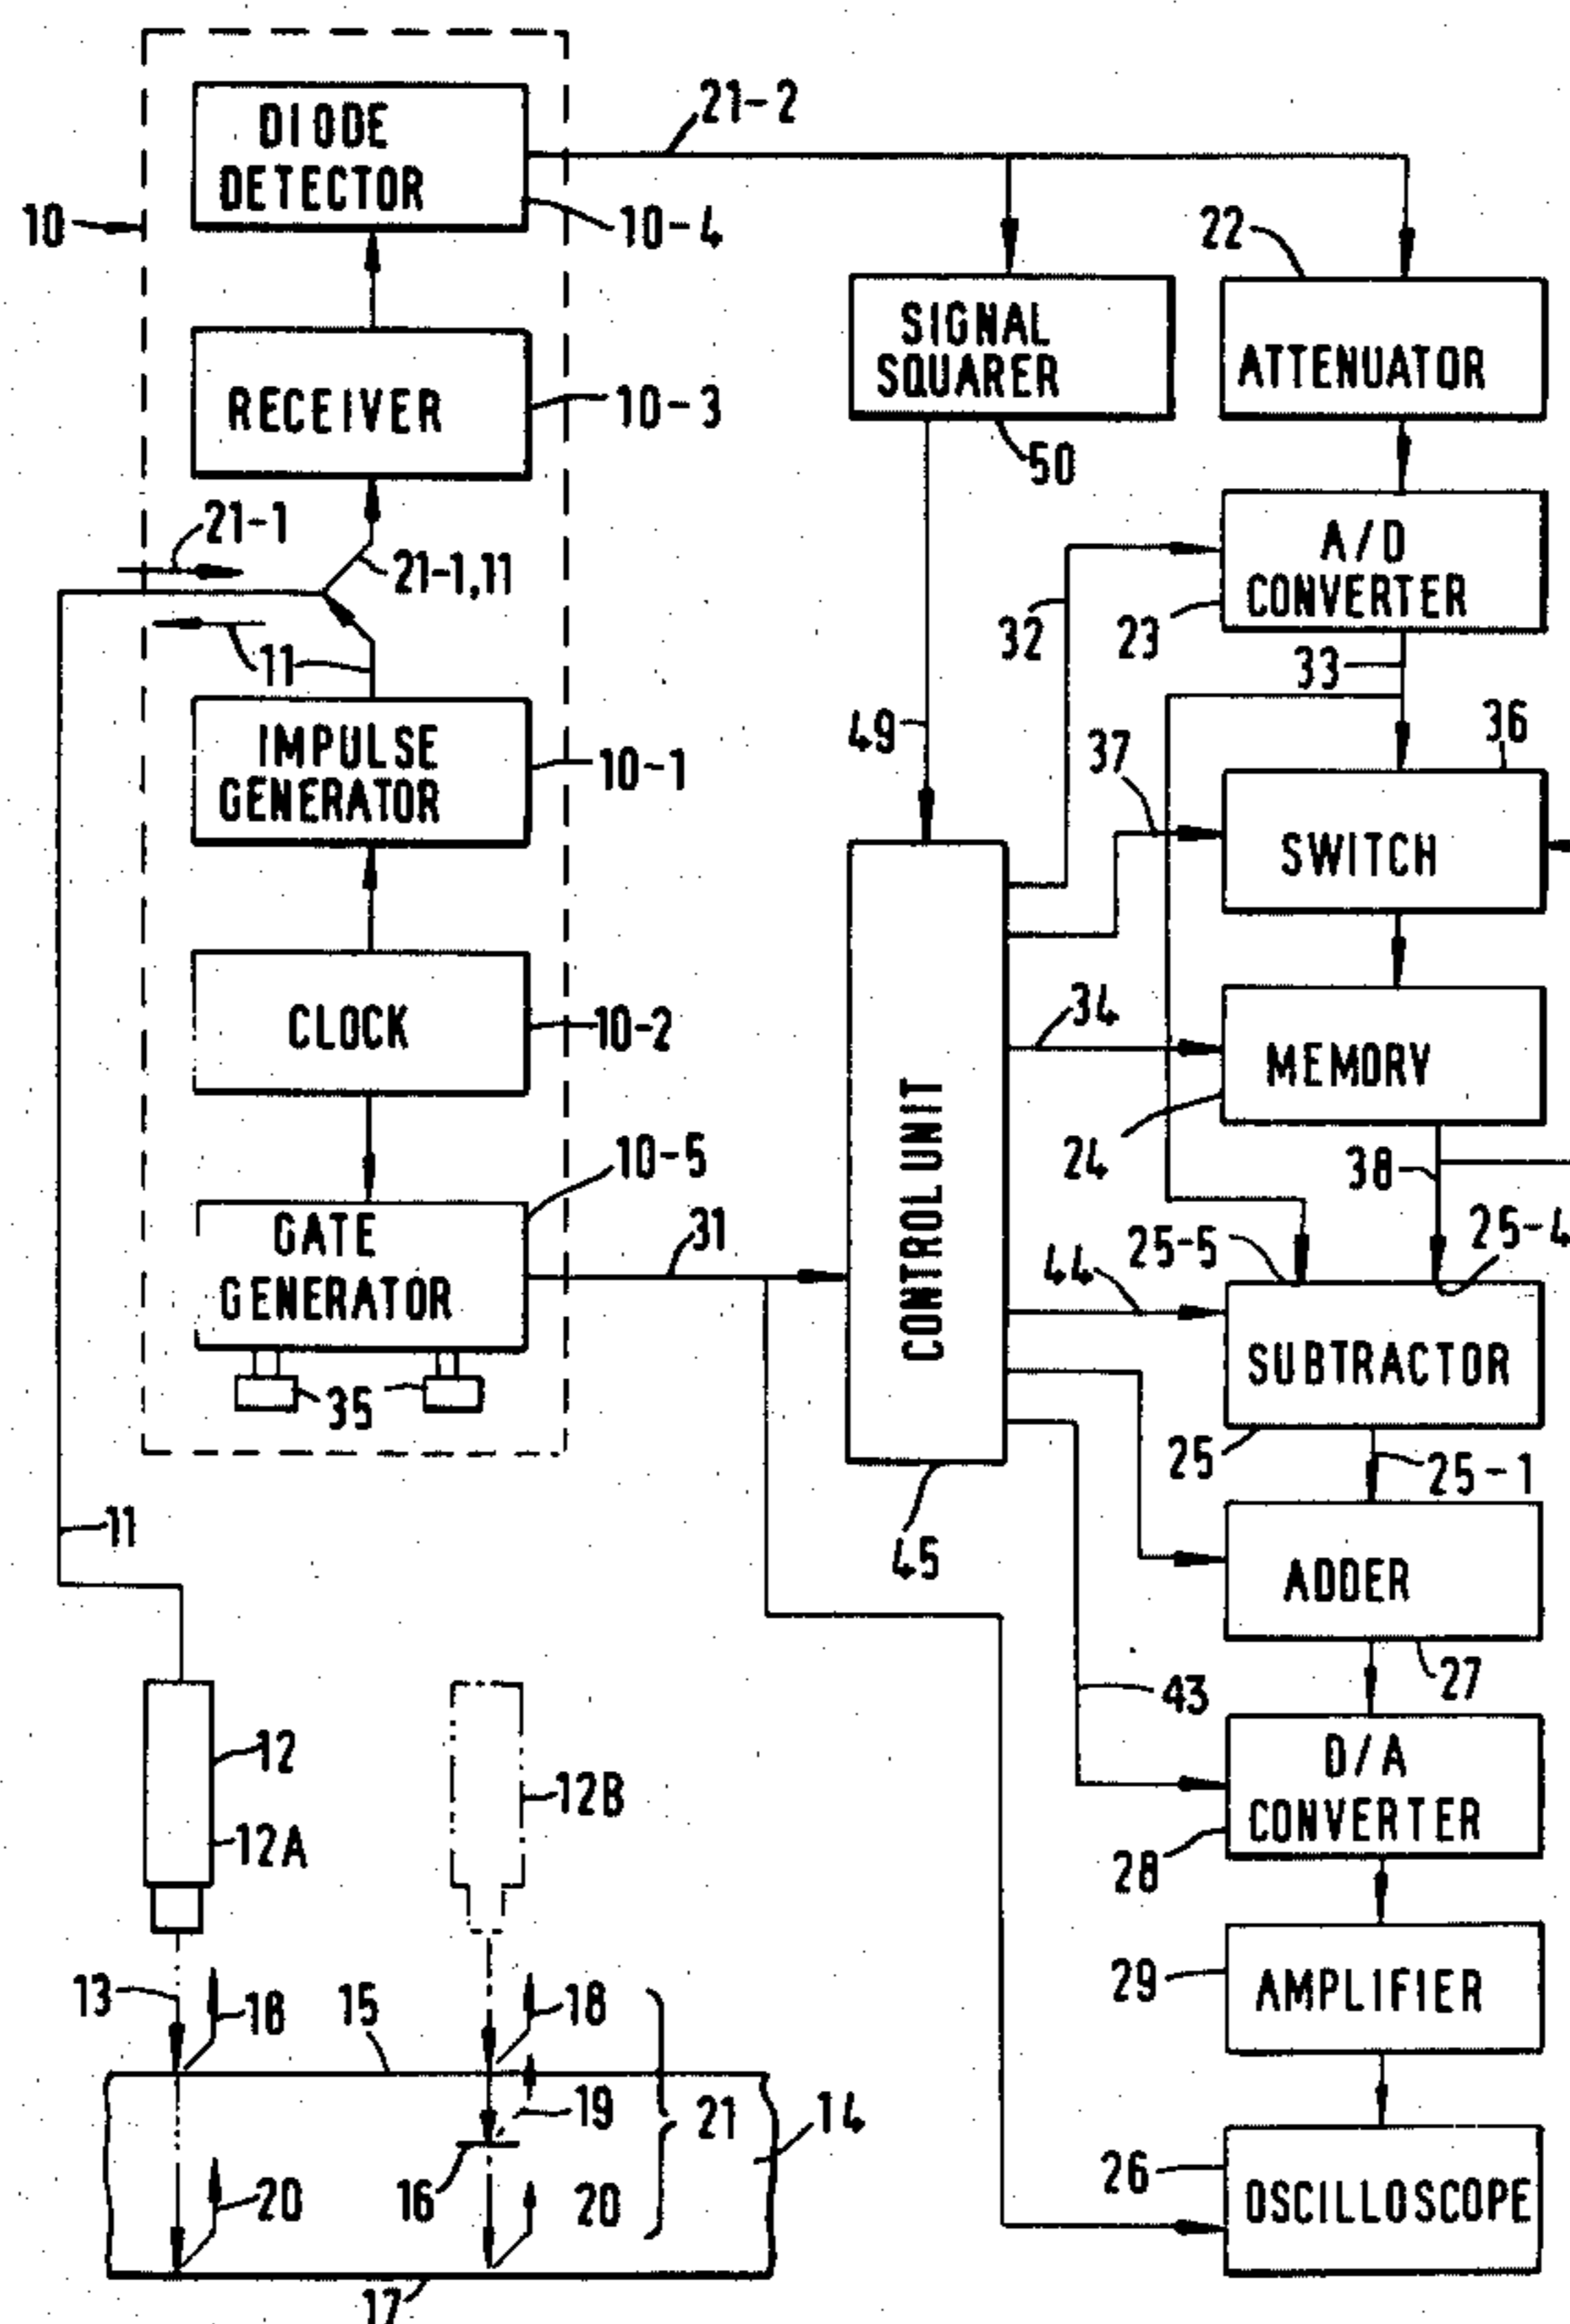 DIODE
DETECTOR
21-2
10
10-4
22
SIGNAL
SQUARER
ATTENUATOR
RECEIVER
10-3
50
21-1
21-1,11
A/D
CONVERTER
32
23
11
33
IMPULSE
GENERATOR
10-1
49
37
36
SWITCH
CLOCK
10-2
34
MEMORY
CONTROL UNIT
24
10-5
38
GATE
GENERATOR
31
44
25-5
25-4
SUBTRACTOR
35
25
25-1
11
45
ADDER
27
43
12
12A
12B
D/A
CONVERTER
28
13
18
15
18
29
AMPLIFIER
19
21
14
20
16
20
26
OSCILLOSCOPE
17